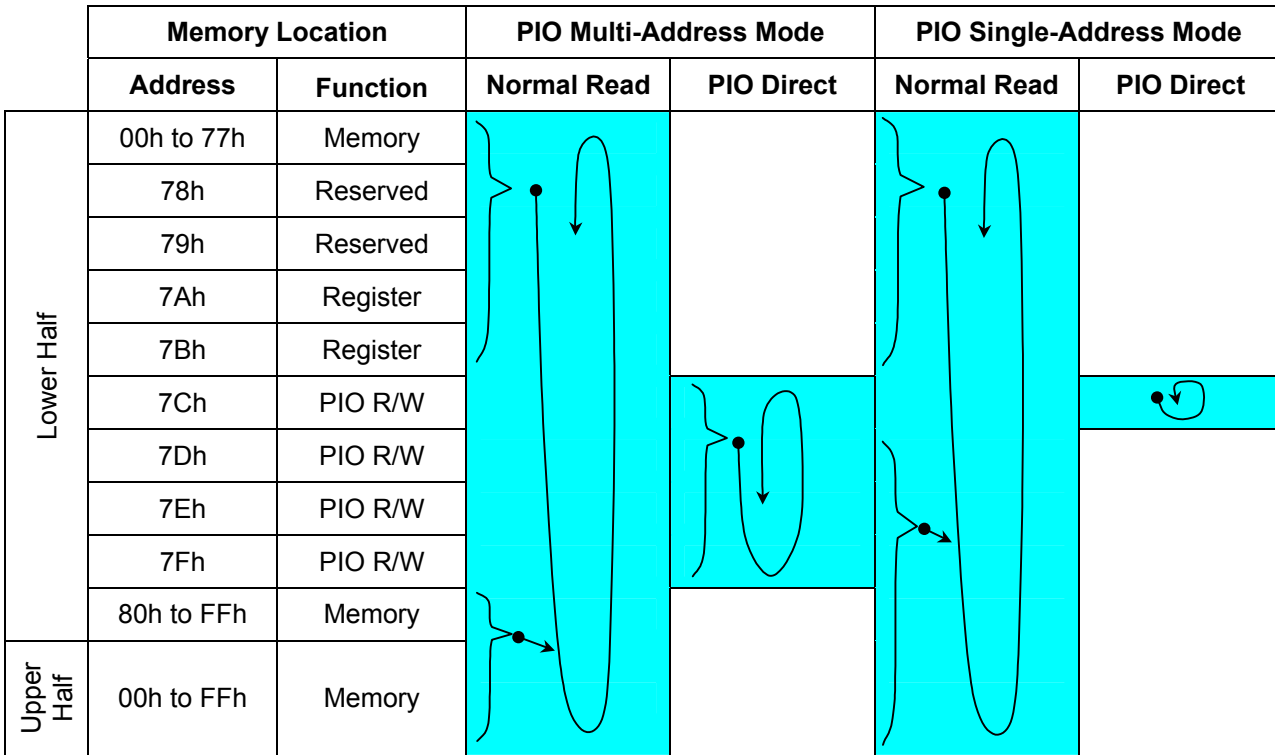 Memory Location PIO Multi-Address Mode PIO Single-Address Mode
Address Function Normal Read PIO Direct Normal Read PIO Direct
Lower Half
00h to 77h Memory
78h Reserved
79h Reserved
7Ah Register
7Bh Register
7Ch PIO R/W
7Dh PIO R/W
7Eh PIO R/W
7Fh PIO R/W
80h to FFh Memory
Upper
Half
00h to FFh Memory